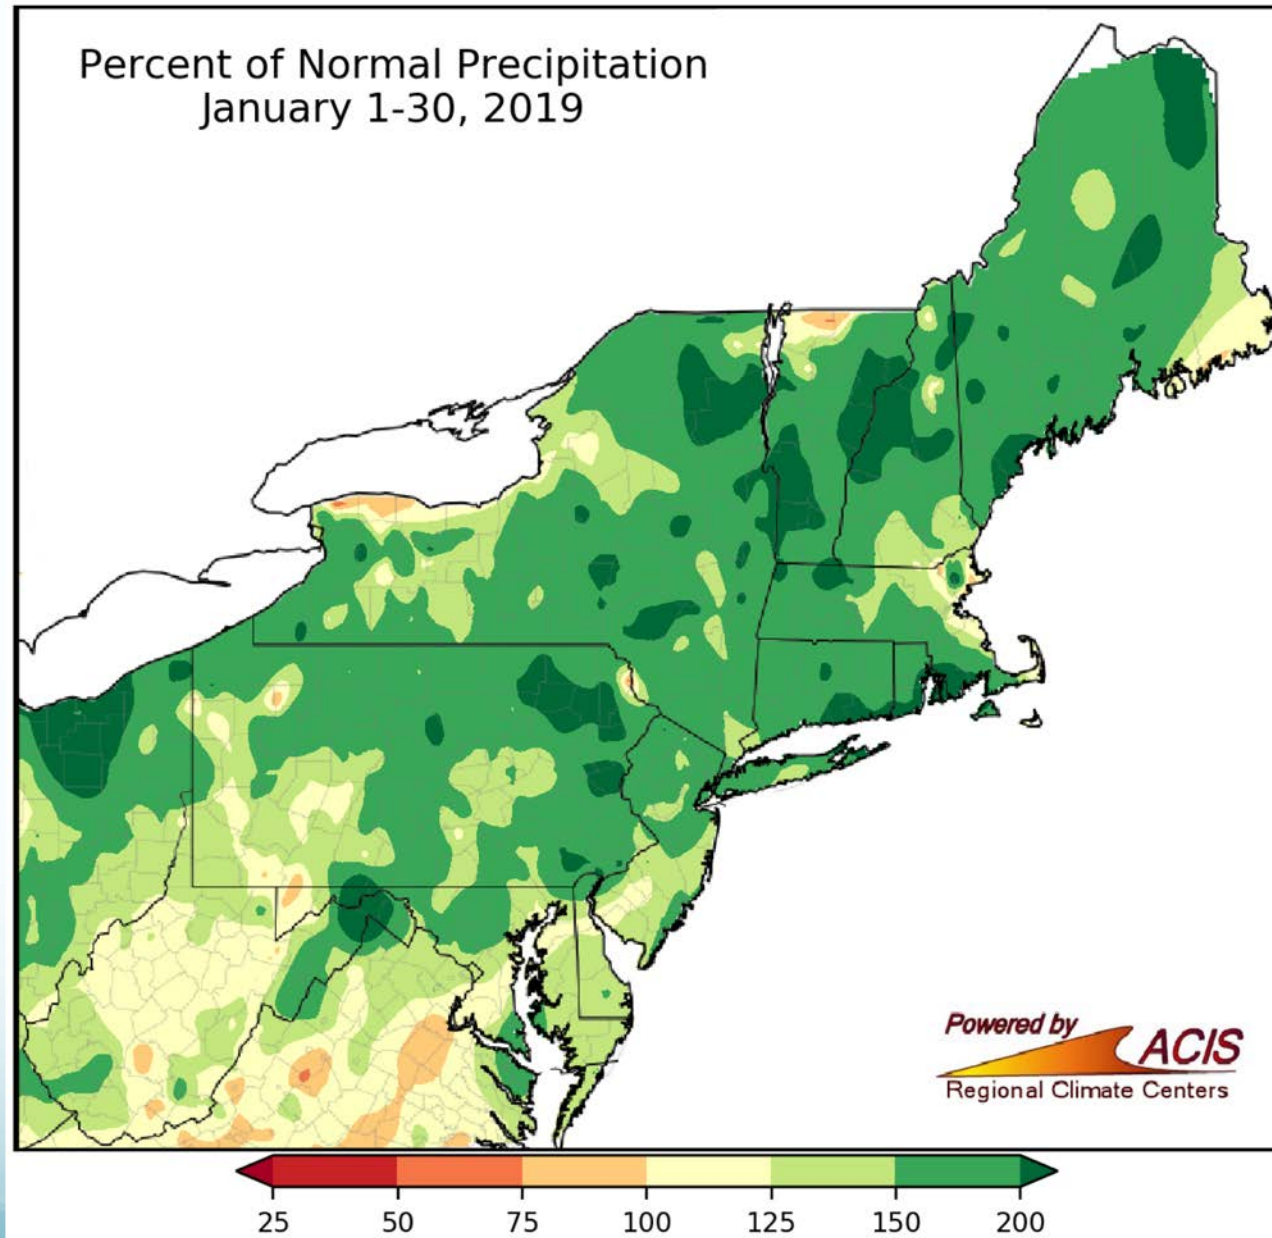 Percent of Normal Precipitation
January 1-30, 2019
Powered by
ACIS
Regional Climate Centers
25 50 75 100 125 150 200